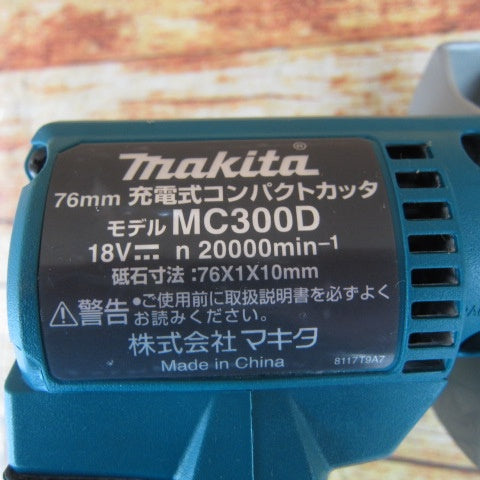 makita®
76mm 充電式コンパクトカッタ
モデル MC300D
18V⎓ n 20000min-1
砥石寸法:76X1X10mm
⚠警告 •ご使用前に取扱説明書を必ずよく
お読みください。
株式会社 マキタ
Made in China 8117T9A7